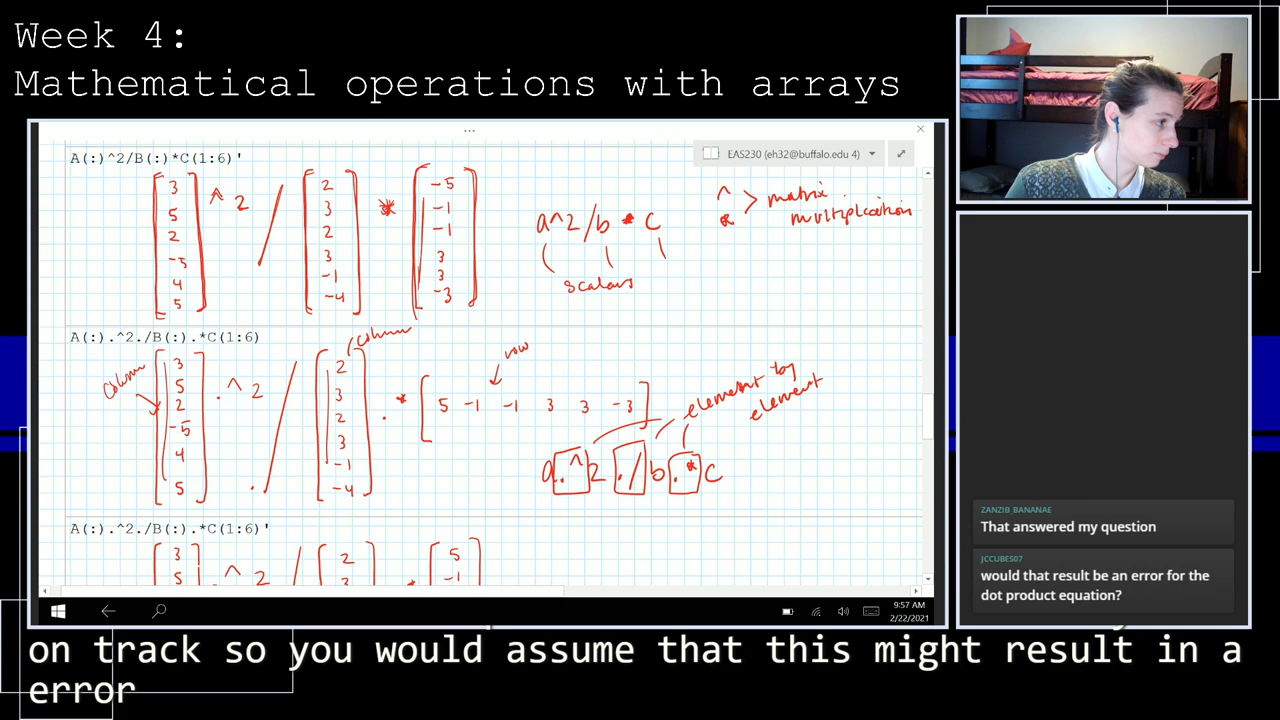 Week 4:
Mathematical operations with arrays
EAS230 (eh32@buffalo.edu 4)
A(:)^2/B(:)*C(1:6)'
3
5
2
-5
4
5
^ 2
/
2
3
2
3
-1
-4
*
-5
-1
-1
3
3
-3
a^2/b * c
scalars
^
*
> matrix
multiplication
A(:).^2./B(:).*C(1:6)
column
3
5
2
-5
4
5
.^ 2
./
column
2
3
2
3
-1
-4
.*
row
5 -1 -1 3 3 -3
element by
element
a.^2./b.*c
A(:).^2./B(:).*C(1:6)'
3
5
.^ 2
/
2
*
5
-1
9:57 AM
2/22/2021
ZANZIB_BANANAE
That answered my question
JCCUBES07
would that result be an error for the
dot product equation?
on track so you would assume that this might result in a
error